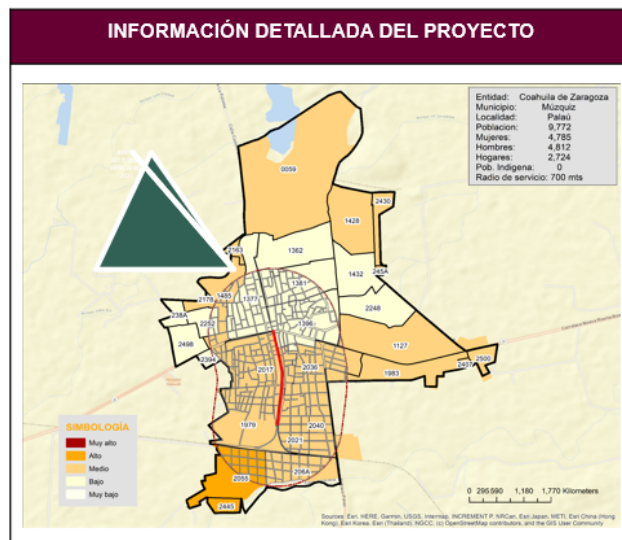 INFORMACIÓN DETALLADA DEL PROYECTO
Entidad: Coahuila de Zaragoza
Municipio: Múzquiz
Localidad: Palaú
Poblacion: 9,772
Mujeres: 4,785
Hombres: 4,812
Hogares: 2,724
Pob. Indigena: 0
Radio de servicio: 700 mts
0059
2430
1428
2163
1362
1432
245A
1381
2178
1485
1377
2248
238A
2252
1396
2498
1127
2394
2500
2407
2017
2036
1983
1979
2040
2021
2055
206A
2445
SIMBOLOGÍA
Muy alto
Alto
Medio
Bajo
Muy bajo
0 295590 1,180 1,770 Kilometers
Sources: Esri, HERE, Garmin, USGS, Intermap, INCREMENT P, NRCan, Esri Japan, METI, Esri China (Hong
Kong), Esri Korea, Esri (Thailand), NGCC, (c) OpenStreetMap contributors, and the GIS User Community